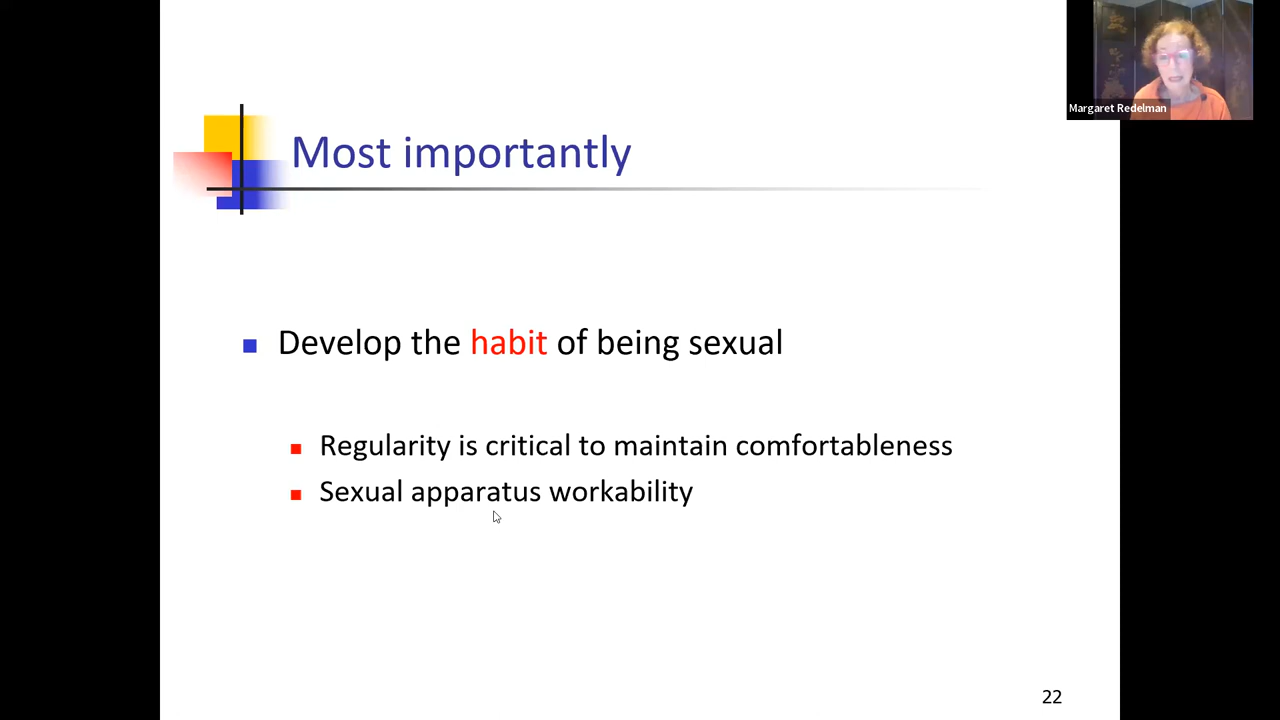 Margaret Redelman
Most importantly
Develop the habit of being sexual
Regularity is critical to maintain comfortableness
Sexual apparatus workability
22